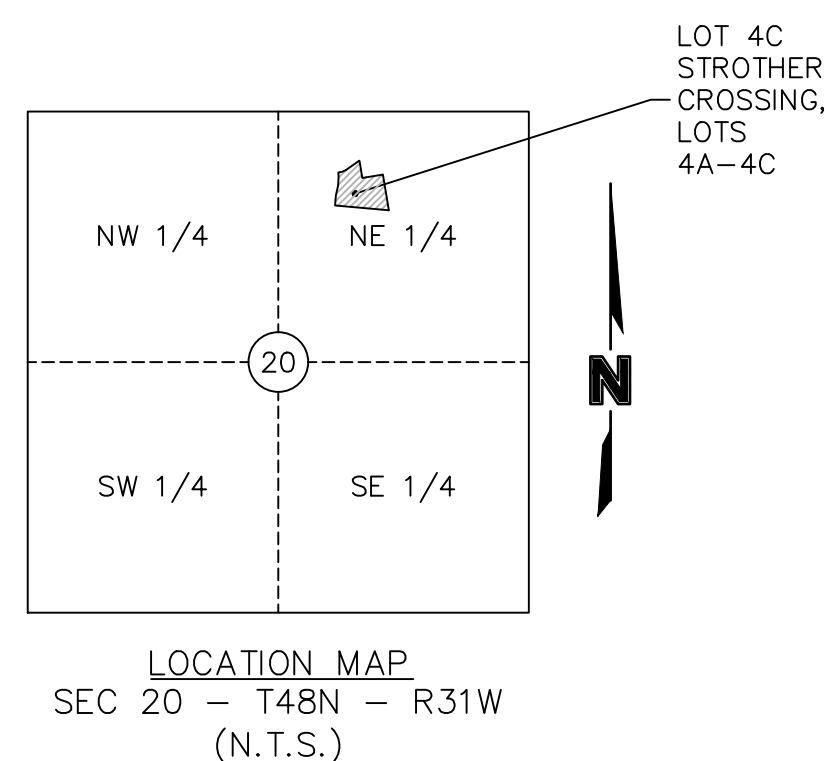 LOT 4C
STROTHER
CROSSING,
LOTS
4A-4C
NW 1/4
NE 1/4
20
N
SW 1/4
SE 1/4
LOCATION MAP
SEC 20 - T48N - R31W
(N.T.S.)